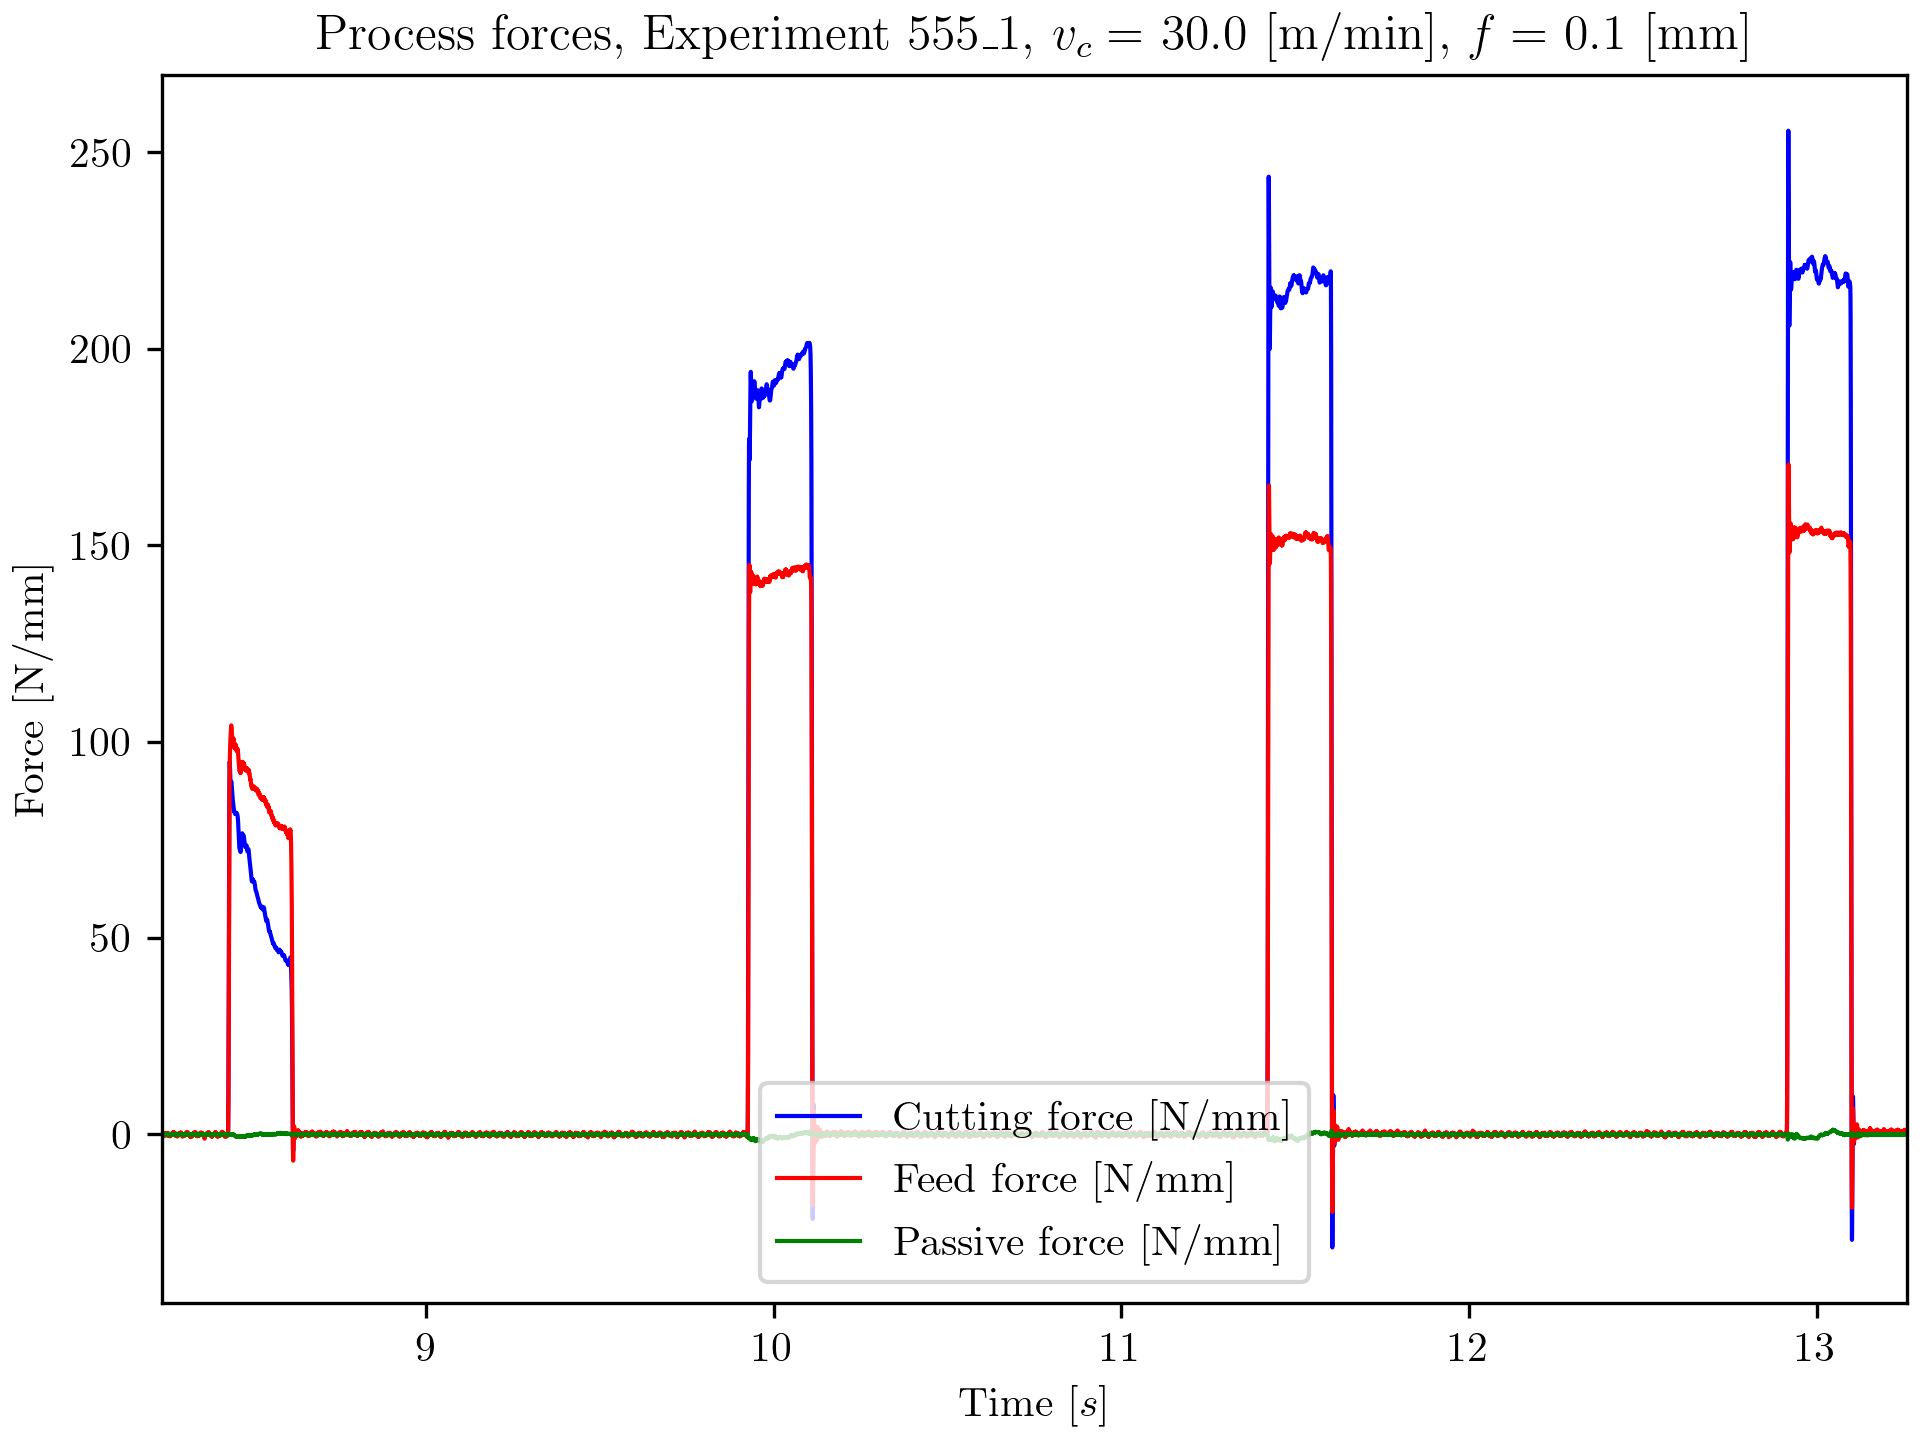 Process forces, Experiment 555_1, v_c = 30.0 [m/min], f = 0.1 [mm]
250
200
150
100
50
0
Force [N/mm]
Cutting force [N/mm]
Feed force [N/mm]
Passive force [N/mm]
9 10 11 12 13
Time [s]